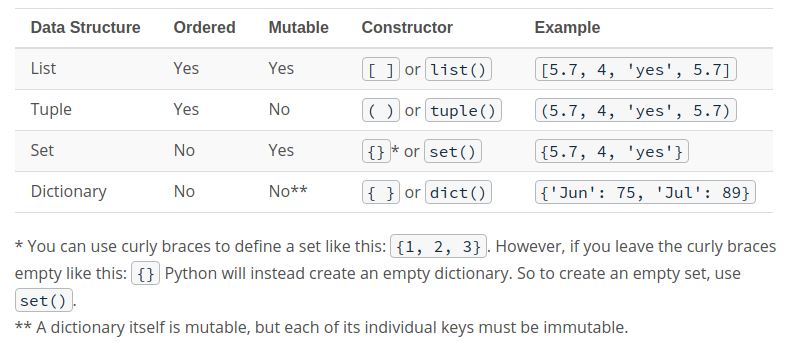 Data Structure Ordered Mutable Constructor Example
List Yes Yes [ ] or list() [5.7, 4, 'yes', 5.7]
Tuple Yes No ( ) or tuple() (5.7, 4, 'yes', 5.7)
Set No Yes {}* or set() {5.7, 4, 'yes'}
Dictionary No No** { } or dict() {'Jun': 75, 'Jul': 89}
* You can use curly braces to define a set like this: {1, 2, 3}. However, if you leave the curly braces
empty like this: {} Python will instead create an empty dictionary. So to create an empty set, use
set().
** A dictionary itself is mutable, but each of its individual keys must be immutable.